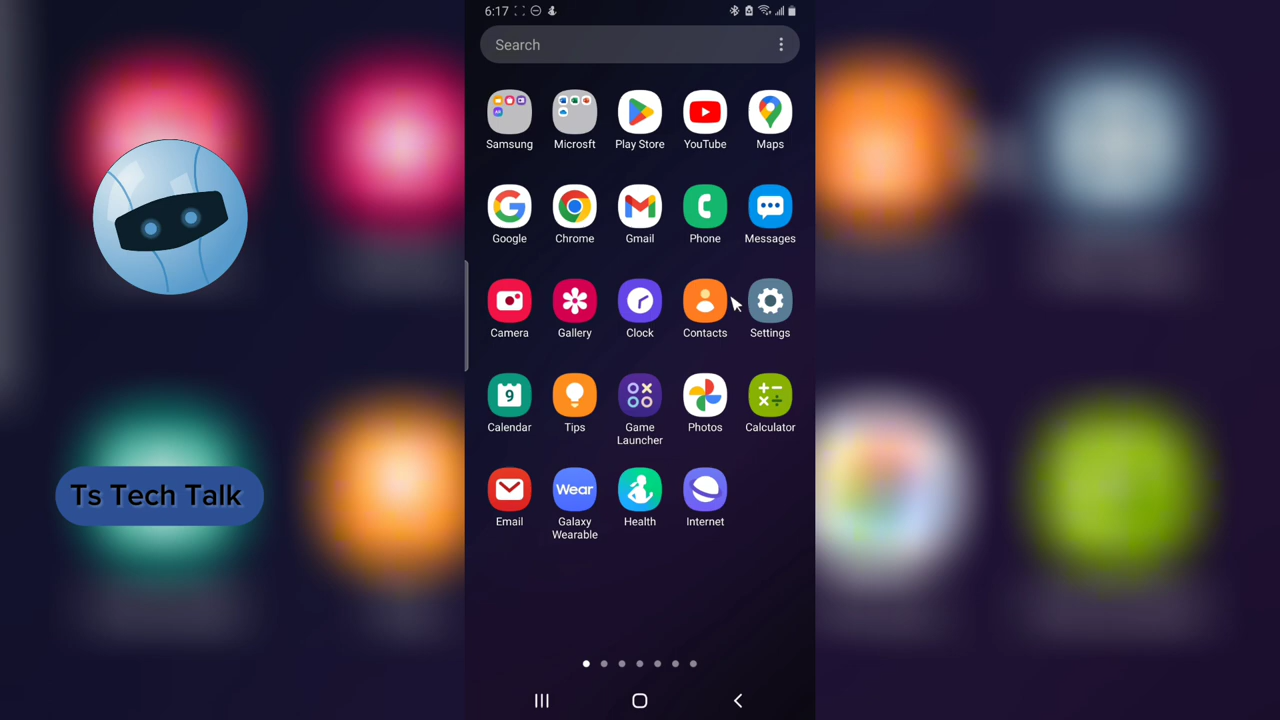 6:17
Search
Samsung Microsft Play Store YouTube Maps
Google Chrome Gmail Phone Messages
Camera Gallery Clock Contacts Settings
9
Calendar Tips Game Launcher Photos Calculator
Wear
Email Galaxy Wearable Health Internet
Ts Tech Talk